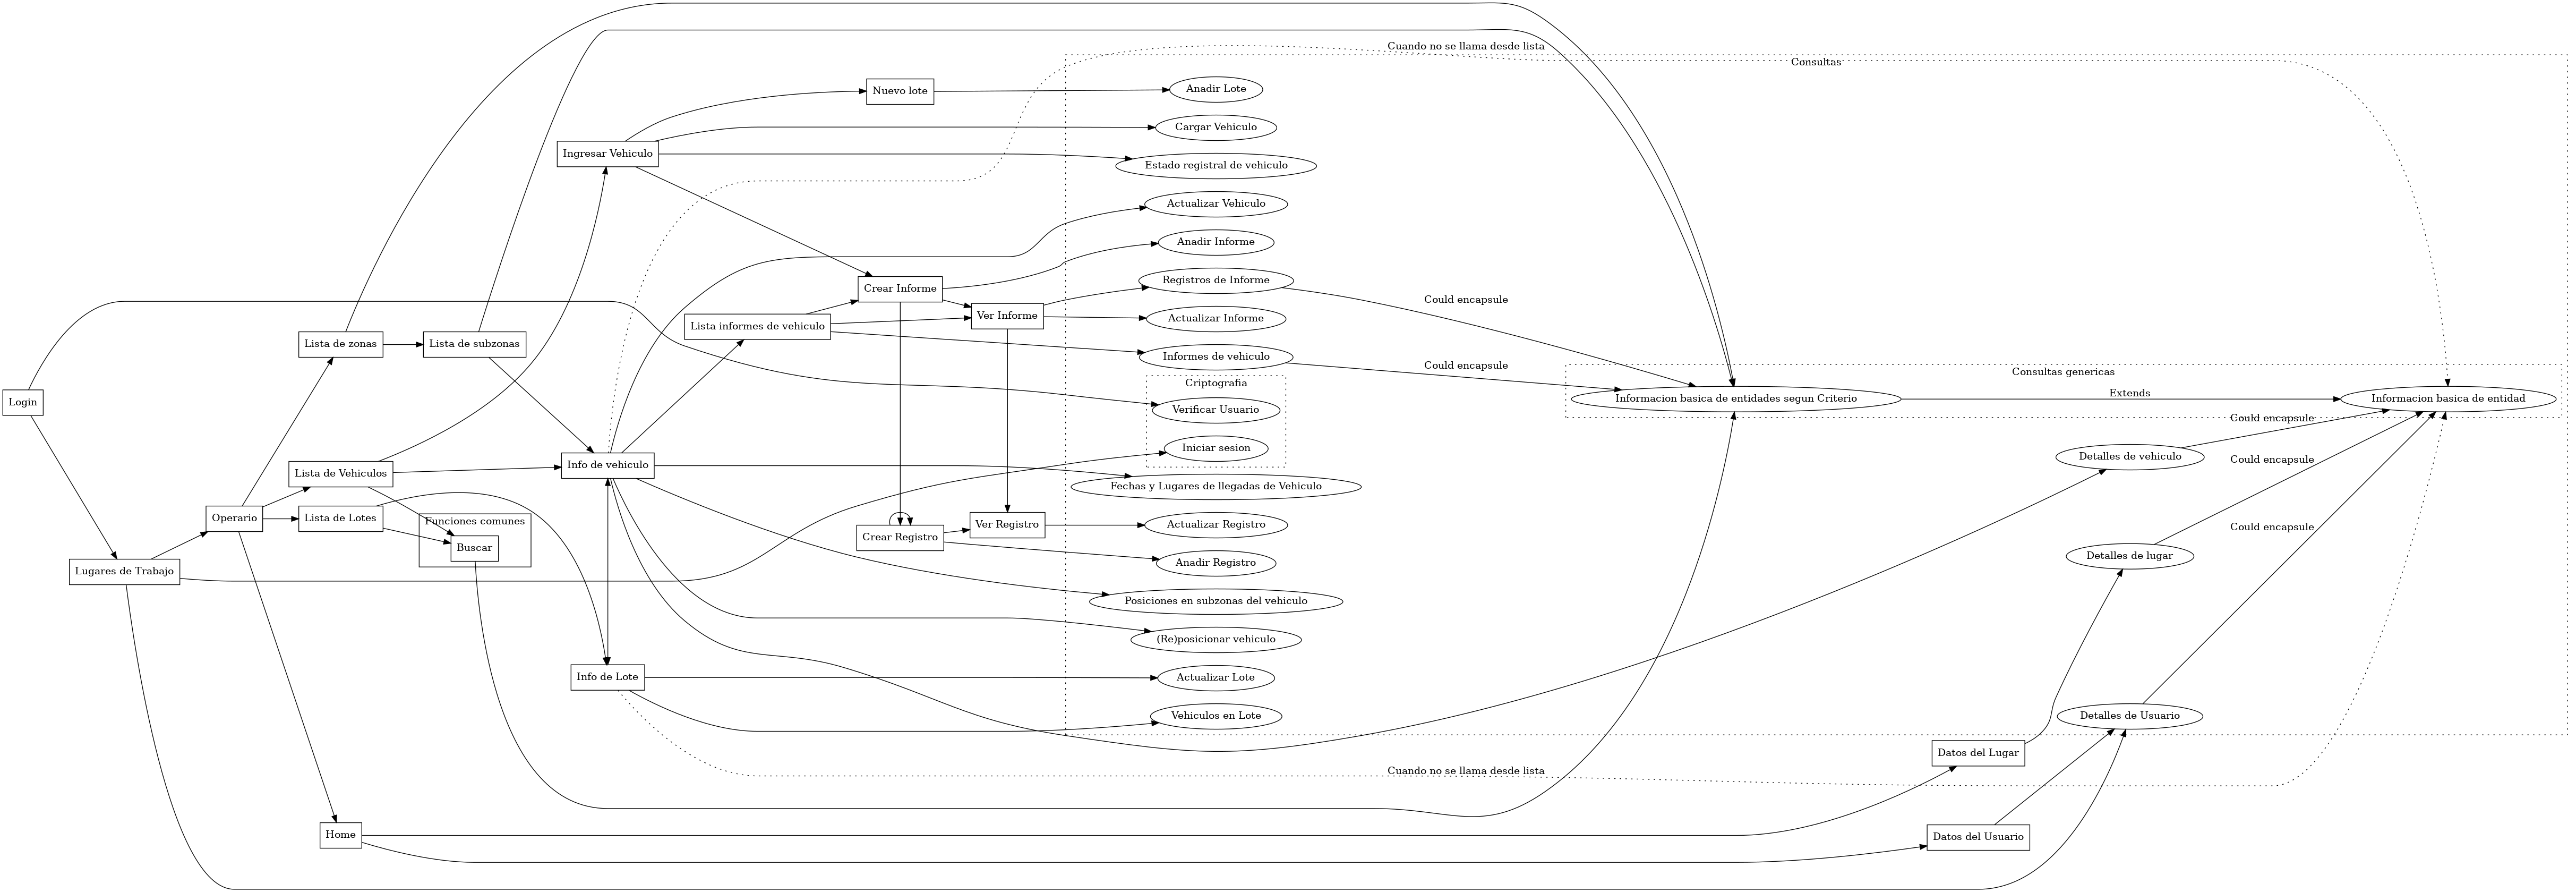 Cuando no se llama desde lista
Consultas
Nuevo lote
Anadir Lote
Cargar Vehiculo
Ingresar Vehiculo
Estado registral de vehiculo
Actualizar Vehiculo
Anadir Informe
Crear Informe
Registros de Informe
Could encapsule
Lista informes de vehiculo
Ver Informe
Actualizar Informe
Lista de zonas
Lista de subzonas
Informes de vehiculo
Could encapsule
Consultas genericas
Criptografia
Login
Verificar Usuario
Informacion basica de entidades segun Criterio
Extends
Informacion basica de entidad
Could encapsule
Iniciar sesion
Detalles de vehiculo
Could encapsule
Lista de Vehiculos
Info de vehiculo
Fechas y Lugares de llegadas de Vehiculo
Operario
Lista de Lotes
Funciones comunes
Buscar
Crear Registro
Ver Registro
Actualizar Registro
Could encapsule
Lugares de Trabajo
Anadir Registro
Detalles de lugar
Posiciones en subzonas del vehiculo
(Re)posicionar vehiculo
Info de Lote
Actualizar Lote
Vehiculos en Lote
Detalles de Usuario
Datos del Lugar
Cuando no se llama desde lista
Home
Datos del Usuario